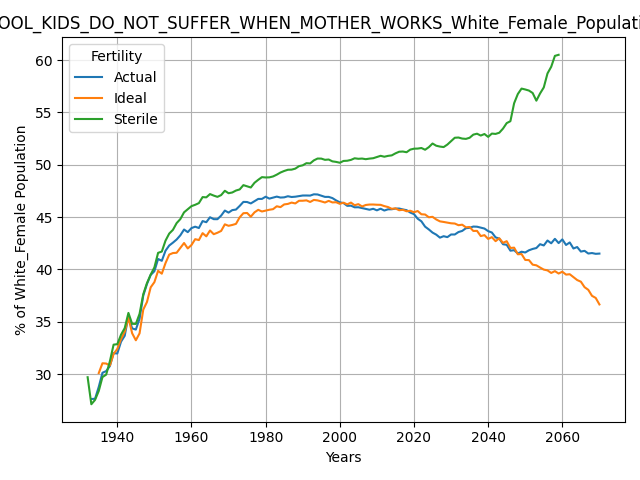 OOL_KIDS_DO_NOT_SUFFER_WHEN_MOTHER_WORKS_White_Female_Populati
Fertility
Actual
Ideal
Sterile
% of White_Female Population
60
55
50
45
40
35
30
1940
1960
1980
2000
2020
2040
2060
Years